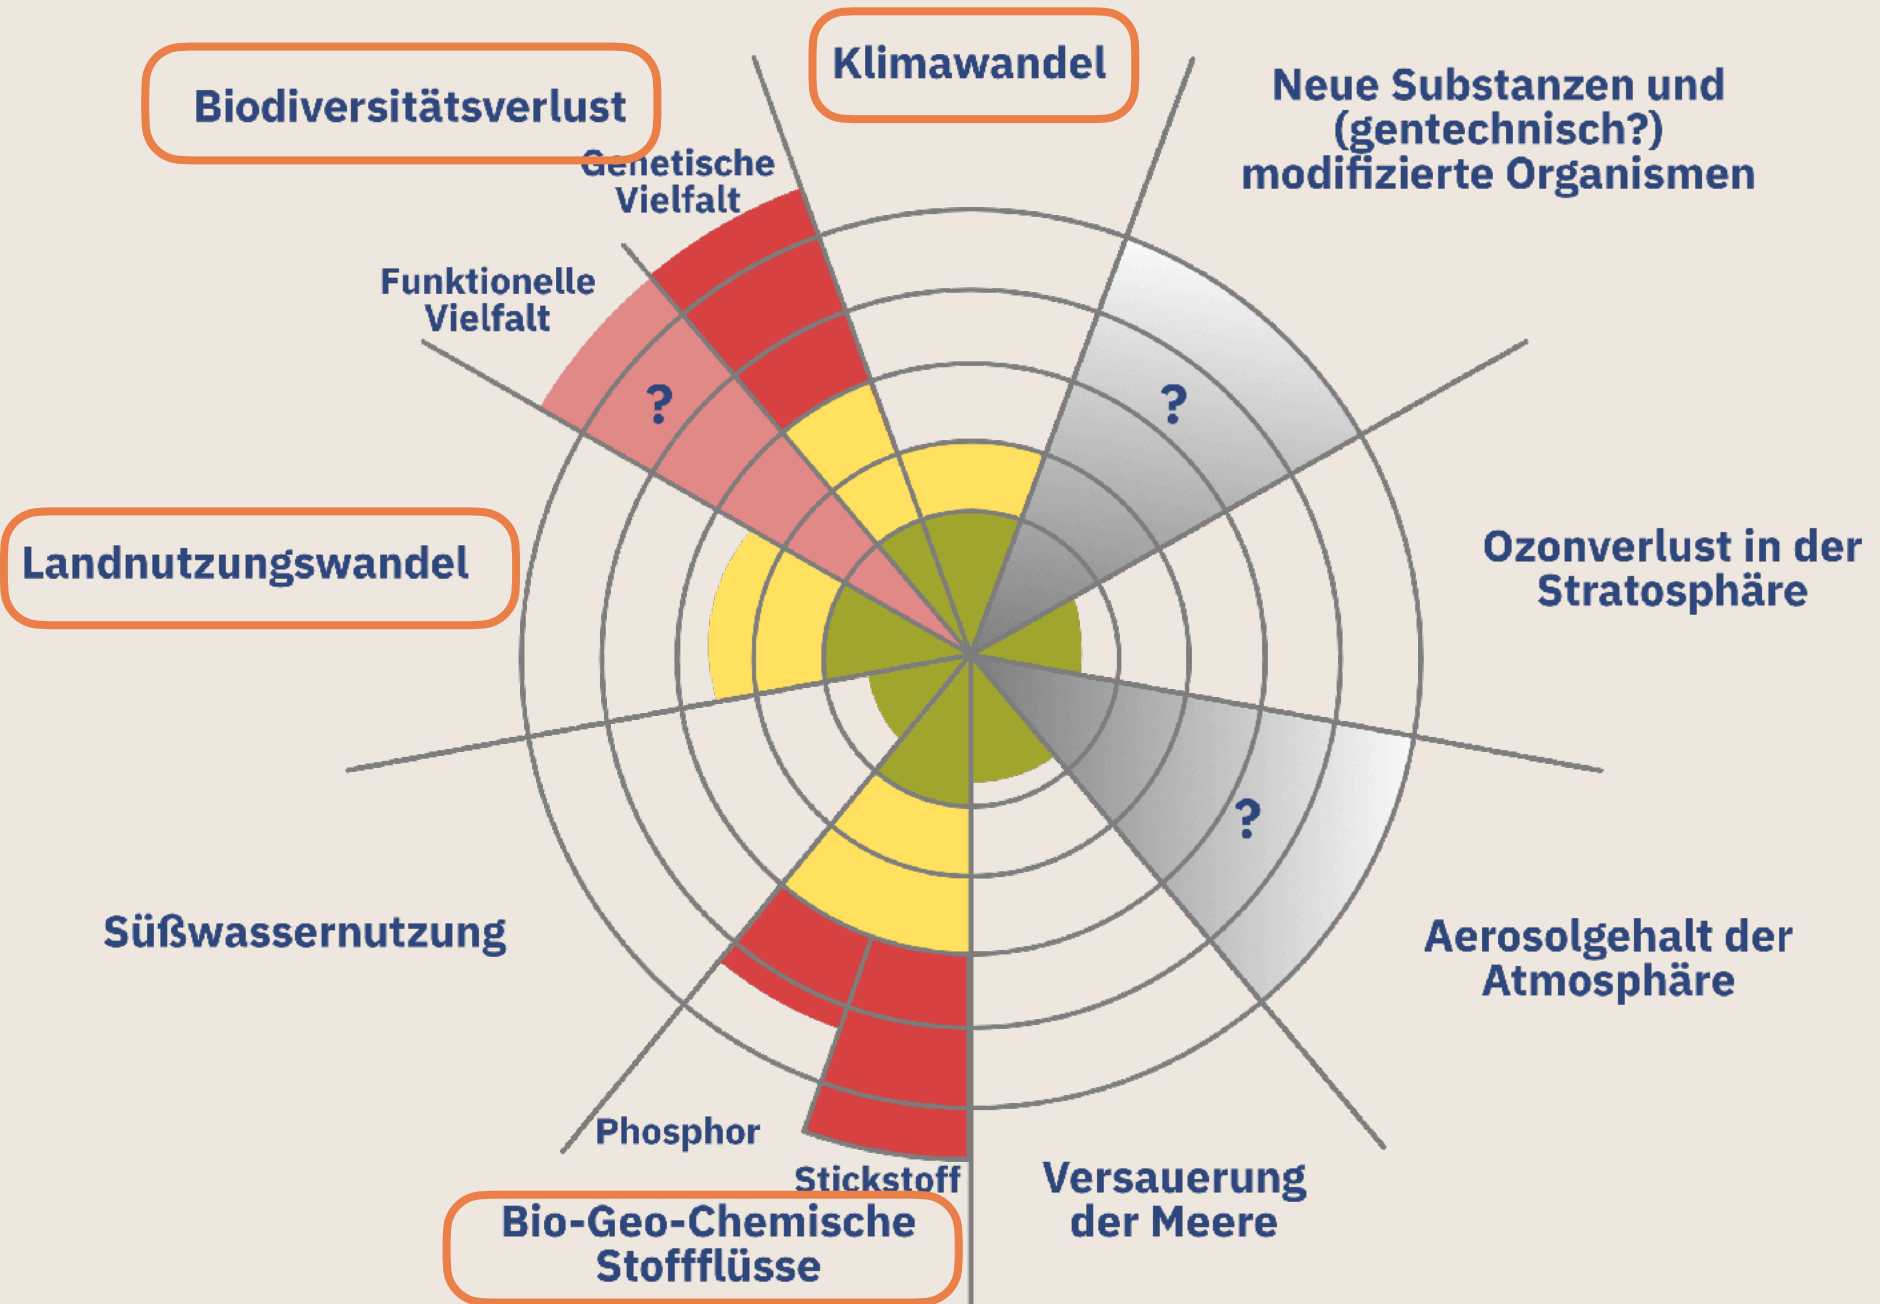 Klimawandel
Biodiversitätsverlust
Neue Substanzen und
(gentechnisch?)
modifizierte Organismen
Genetische
Vielfalt
Funktionelle
Vielfalt
?
?
Landnutzungswandel
Ozonverlust in der
Stratosphäre
?
Süßwassernutzung
Aerosolgehalt der
Atmosphäre
Phosphor
Stickstoff
Bio-Geo-Chemische
Stoffflüsse
Versauerung
der Meere